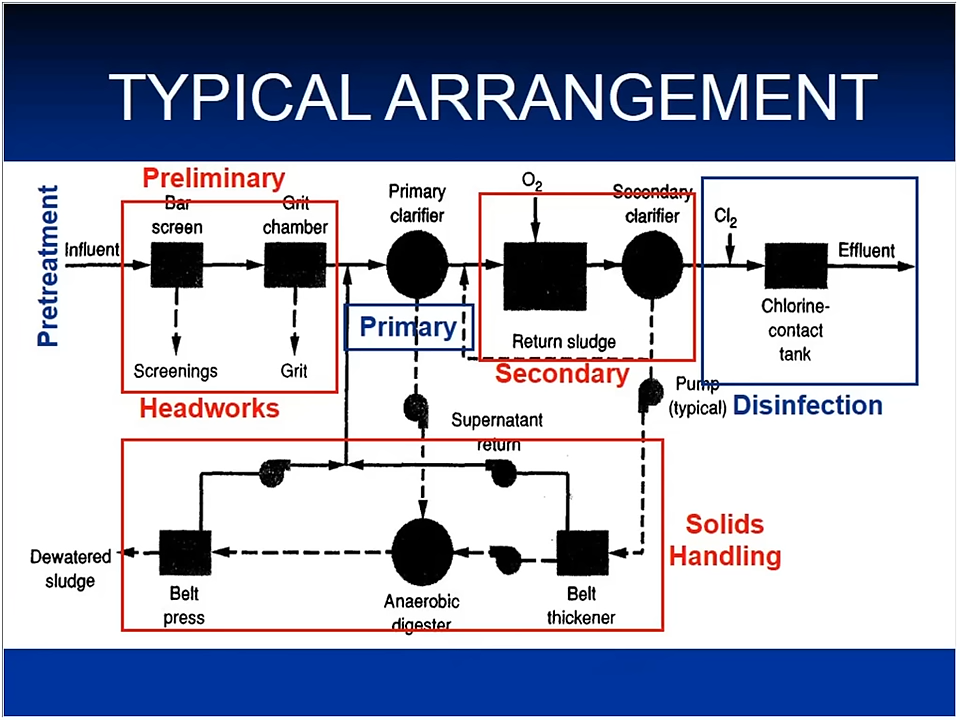 TYPICAL ARRANGEMENT
Pretreatment
Preliminary
Bar
screen
Grit
chamber
Primary
clarifier
O2
Secondary
clarifier
Cl2
Influent
Effluent
Chlorine-
contact
tank
Primary
Return sludge
Screenings
Grit
Secondary
Headworks
Pump
(typical)
Disinfection
Supernatant
return
Solids
Handling
Dewatered
sludge
Belt
press
Anaerobic
digester
Belt
thickener